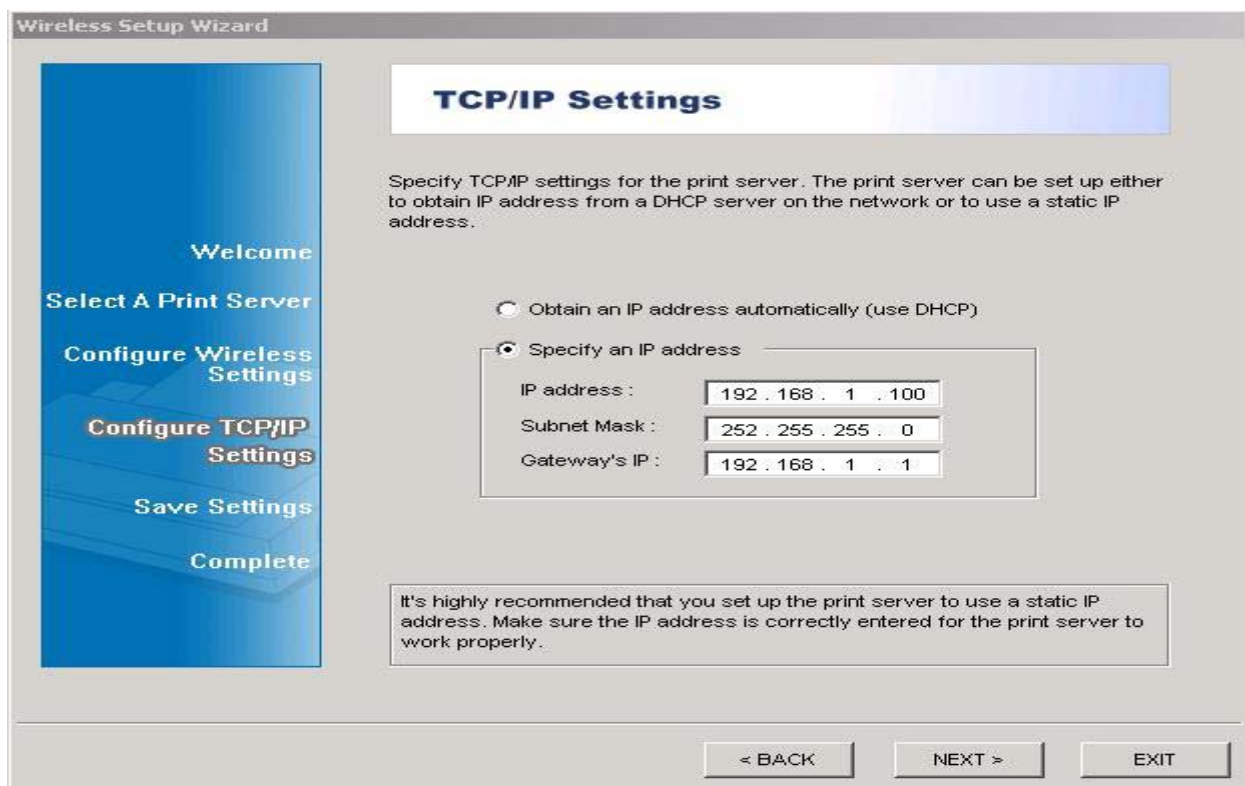 Wireless Setup Wizard
TCP/IP Settings
Specify TCP/IP settings for the print server. The print server can be set up either
to obtain IP address from a DHCP server on the network or to use a static IP
address.
Welcome
Select A Print Server
Configure Wireless
Settings
Configure TCP/IP
Settings
Save Settings
Complete
Obtain an IP address automatically (use DHCP)
Specify an IP address
IP address : 192 . 168 . 1 . 100
Subnet Mask : 252 . 255 . 255 . 0
Gateway's IP : 192 . 168 . 1 . 1
It's highly recommended that you set up the print server to use a static IP
address. Make sure the IP address is correctly entered for the print server to
work properly.
< BACK NEXT > EXIT